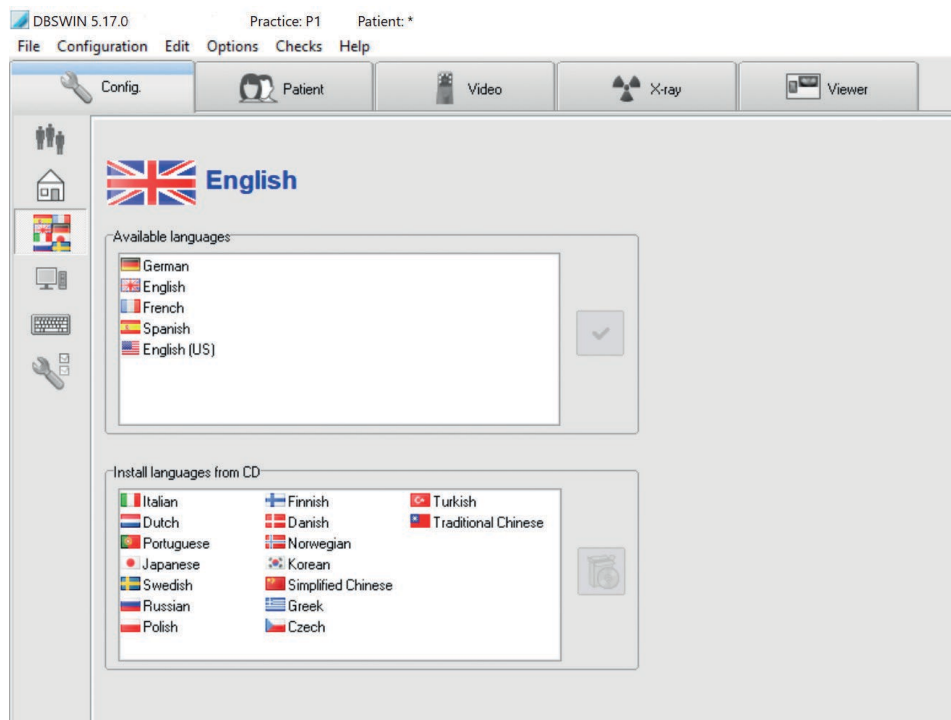 DBSWIN 5.17.0 Practice: P1 Patient: *
File Configuration Edit Options Checks Help
Config. Patient Video X-ray Viewer
English
Available languages
German
English
French
Spanish
English (US)
Install languages from CD
Italian Finnish Turkish
Dutch Danish Traditional Chinese
Portuguese Norwegian
Japanese Korean
Swedish Simplified Chinese
Russian Greek
Polish Czech